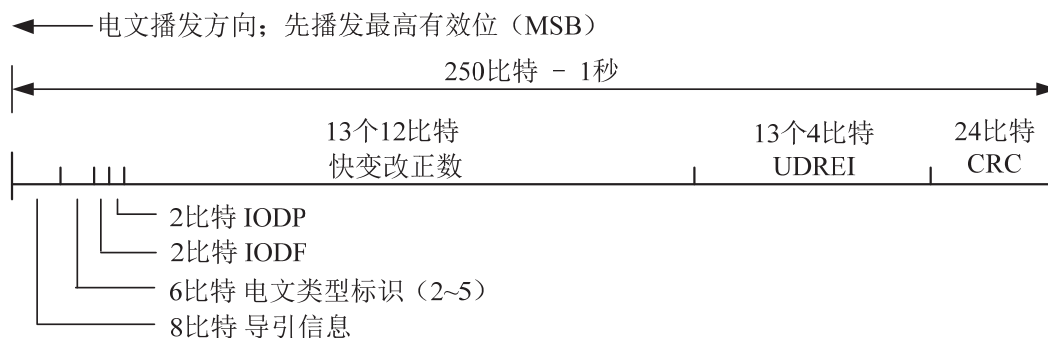 电文播发方向；先播发最高有效位（MSB）
250比特 － 1秒
13个12比特
快变改正数
13个4比特
UDREI
24比特
CRC
2比特 IODP
2比特 IODF
6比特 电文类型标识（2~5）
8比特 导引信息